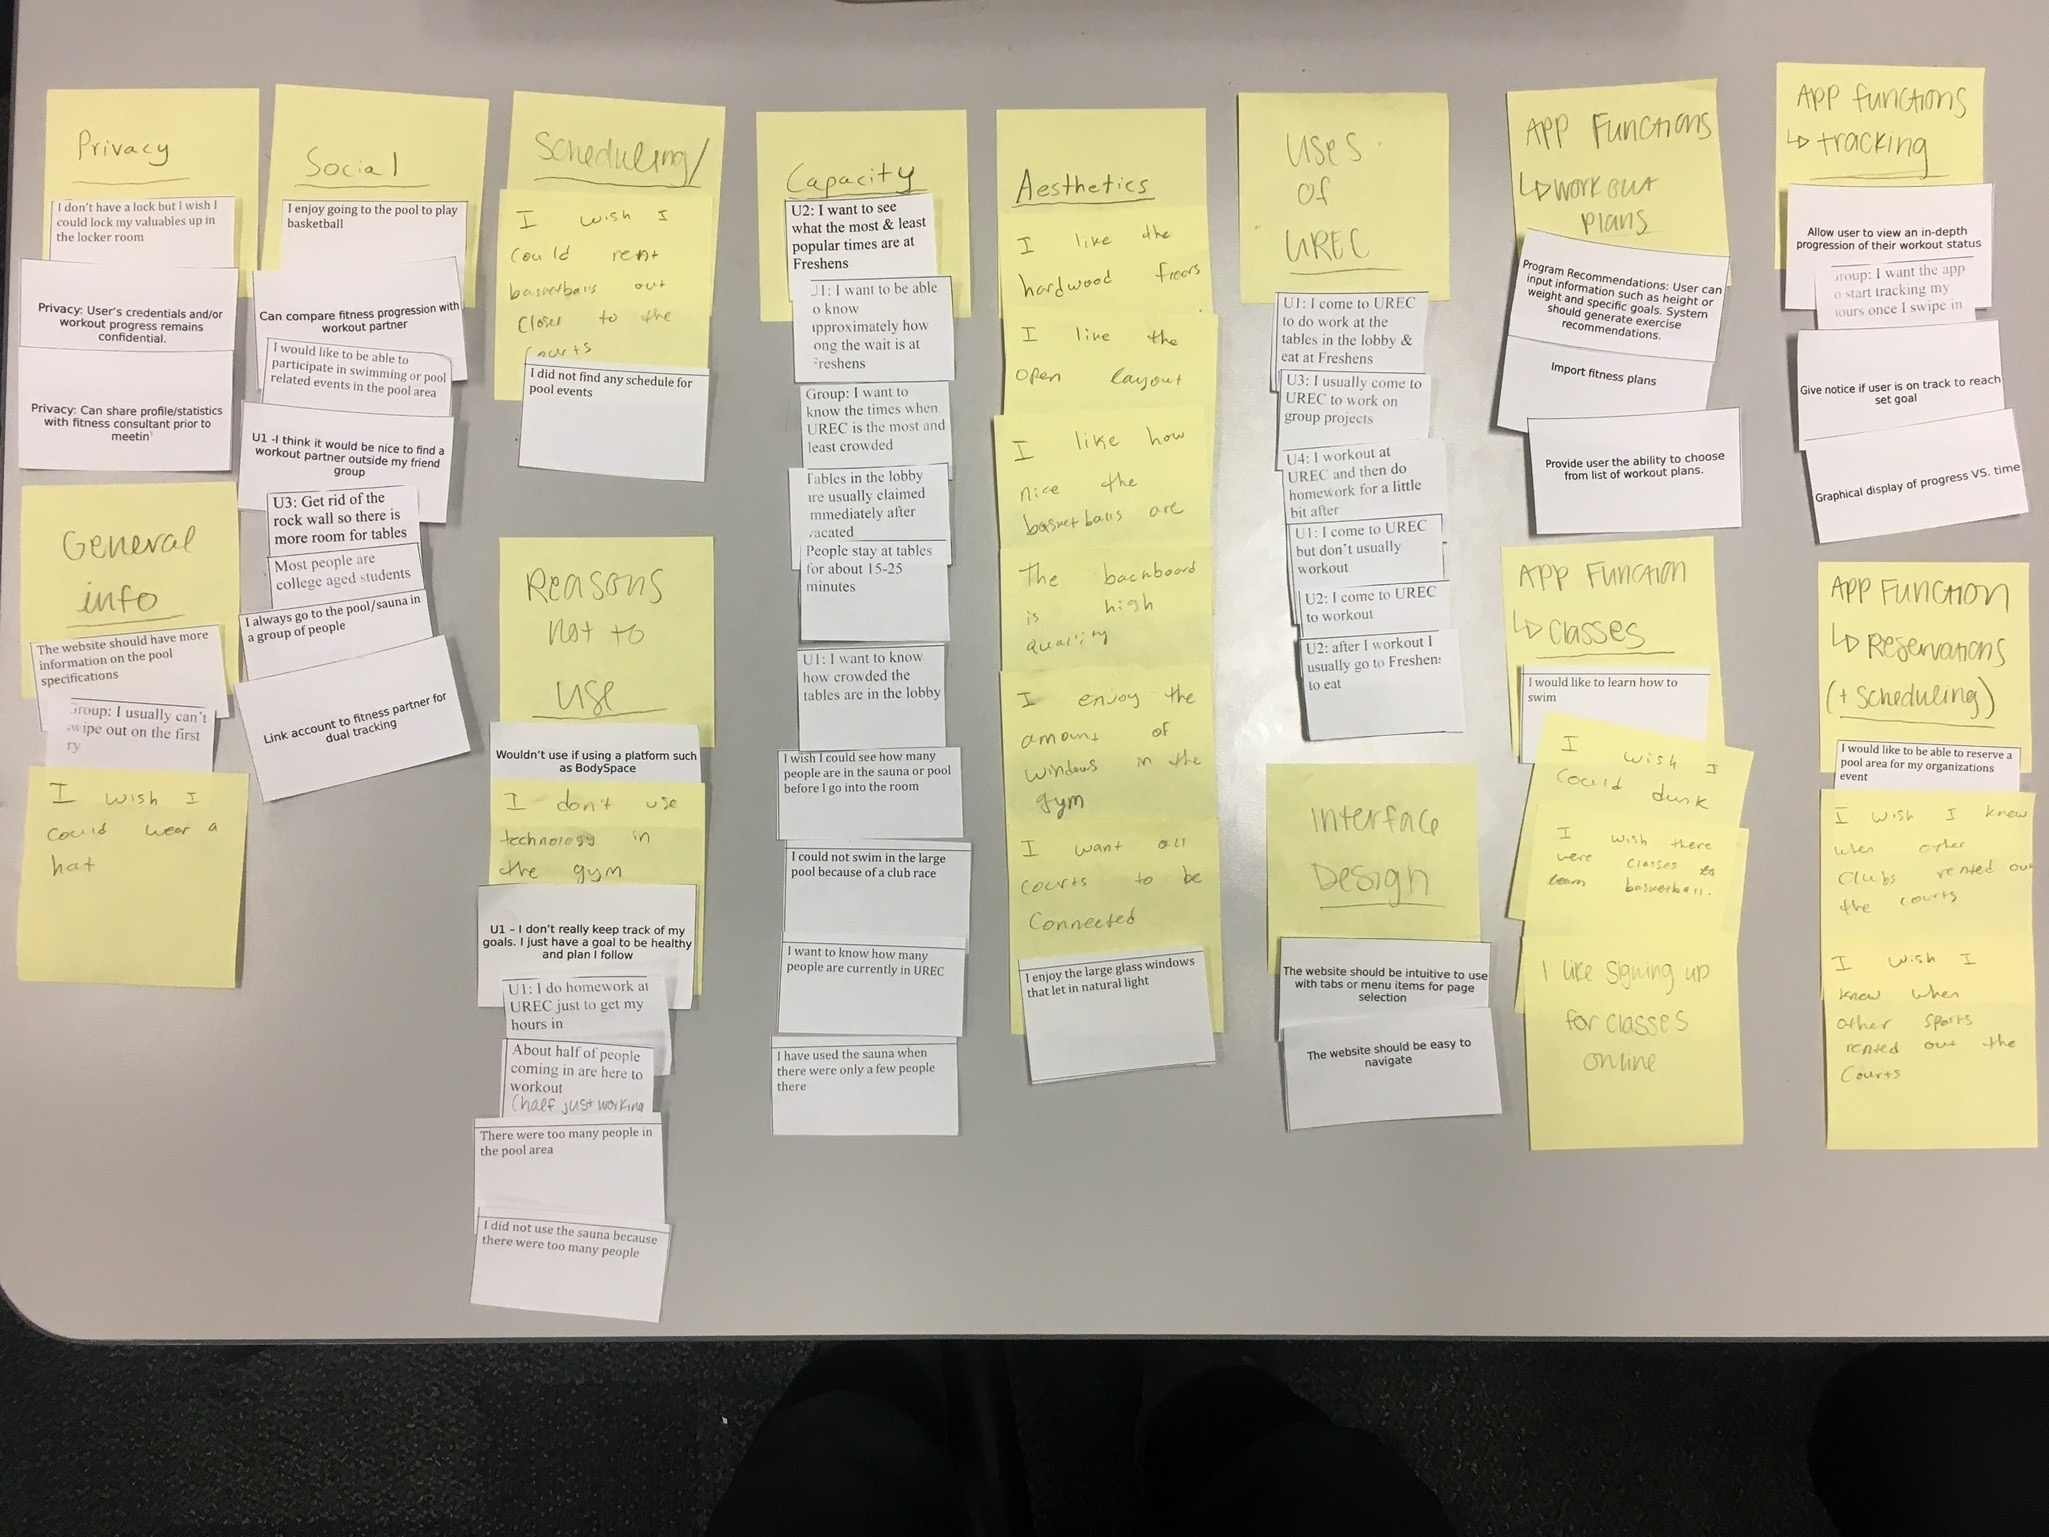 Privacy
I don't have a lock but I wish I
could lock my valuables up in
the locker room
Privacy: User's credentials and/or
workout progress remains
confidential.
Privacy: Can share profile/statistics
with fitness consultant prior to
meetin
General
info
The website should have more
information on the pool
specifications
Group: I usually can't
swipe out on the first
I wish I
could wear a
hat
Social
I enjoy going to the pool to play
basketball
Can compare fitness progression with
workout partner
I would like to be able to
participate in swimming or pool
related events in the pool area
U1 -I think it would be nice to find a
workout partner outside my friend
group
U3: Get rid of the
rock wall so there is
more room for tables
Most people are
college aged students
I always go to the pool/sauna in
a group of people
Link account to fitness partner for
dual tracking
Scheduling/
I wish I
could rent
basketballs out
closer to the
courts
I did not find any schedule for
pool events
Reasons
not to
use
Wouldn't use if using a platform such
as BodySpace
I don't use
technology in
the gym
U1 – I don't really keep track of my
goals. I just have a goal to be healthy
and plan I follow
U1: I do homework at
UREC just to get my
hours in
About half of people
coming in are here to
workout
(half just working
There were too many people in
the pool area
I did not use the sauna because
there were too many people
Capacity
U2: I want to see
what the most & least
popular times are at
Freshens
U1: I want to be able
to know
approximately how
long the wait is at
Freshens
Group: I want to
know the times when
UREC is the most and
least crowded
Tables in the lobby
are usually claimed
immediately after
vacated
People stay at tables
for about 15-25
minutes
U1: I want to know
how crowded the
tables are in the lobby
I wish I could see how many
people are in the sauna or pool
before I go into the room
I could not swim in the large
pool because of a club race
I want to know how many
people are currently in UREC
I have used the sauna when
there were only a few people
there
Aesthetics
I like the
hardwood floors
I like the
open layout
I like how
nice the
basketballs are
The backboard
is high
quality
I enjoy the
amount of
windows in the
gym
I want all
courts to be
connected
I enjoy the large glass windows
that let in natural light
Uses
of
UREC
U1: I come to UREC
to do work at the
tables in the lobby &
eat at Freshens
U3: I usually come to
UREC to work on
group projects
U4: I workout at
UREC and then do
homework for a little
bit after
U1: I come to UREC
but don't usually
workout
U2: I come to UREC
to workout
U2: after I workout I
usually go to Freshens
to eat
Interface
Design
The website should be intuitive to use
with tabs or menu items for page
selection
The website should be easy to
navigate
App Functions
↳ workout
plans
Program Recommendations: User can
input information such as height or
weight and specific goals. System
should generate exercise
recommendations.
Import fitness plans
Provide user the ability to choose
from list of workout plans.
App Function
↳ Classes
I would like to learn how to
swim
I wish I
could dunk
I wish there
were classes to
learn basketball.
I like signing up
for classes
online
App functions
↳ tracking
Allow user to view an in-depth
progression of their workout status
Group: I want the app
to start tracking my
hours once I swipe in
Give notice if user is on track to reach
set goal
Graphical display of progress VS. time
App Function
↳ Reservations
(+ scheduling)
I would like to be able to reserve a
pool area for my organizations
event
I wish I knew
when other
clubs rented out
the courts
I wish I
knew when
other sports
rented out the
courts